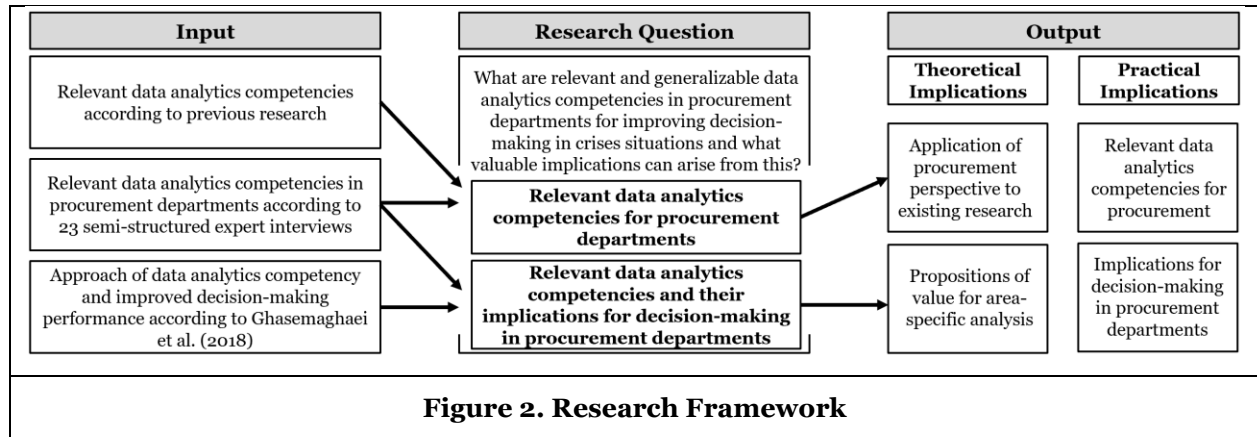 Input
Relevant data analytics competencies
according to previous research
Relevant data analytics competencies in
procurement departments according to
23 semi-structured expert interviews
Approach of data analytics competency
and improved decision-making
performance according to Ghasemaghaei
et al. (2018)
Research Question
What are relevant and generalizable data
analytics competencies in procurement
departments for improving decision-
making in crises situations and what
valuable implications can arise from this?
Relevant data analytics
competencies for procurement
departments
Relevant data analytics
competencies and their
implications for decision-making
in procurement departments
Output
Theoretical
Implications
Application of
procurement
perspective to
existing research
Propositions of
value for area-
specific analysis
Practical
Implications
Relevant data
analytics
competencies for
procurement
Implications for
decision-making
in procurement
departments
Figure 2. Research Framework